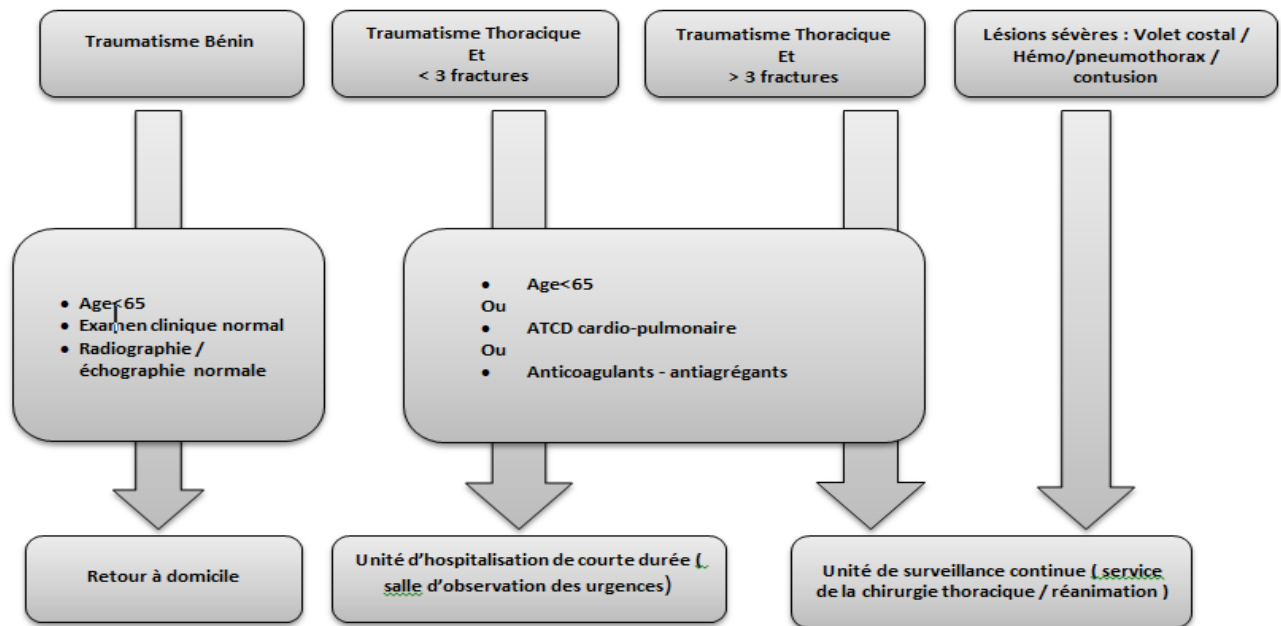 Traumatisme Bénin
Traumatisme Thoracique
Et
< 3 fractures
Traumatisme Thoracique
Et
> 3 fractures
Lésions sévères : Volet costal /
Hémo/pneumothorax /
contusion
• Age<65
• Examen clinique normal
• Radiographie /
échographie normale
• Age<65
Ou
• ATCD cardio-pulmonaire
Ou
• Anticoagulants - antiagrégants
Retour à domicile
Unité d'hospitalisation de courte durée (
salle d'observation des urgences)
Unité de surveillance continue ( service
de la chirurgie thoracique / réanimation )